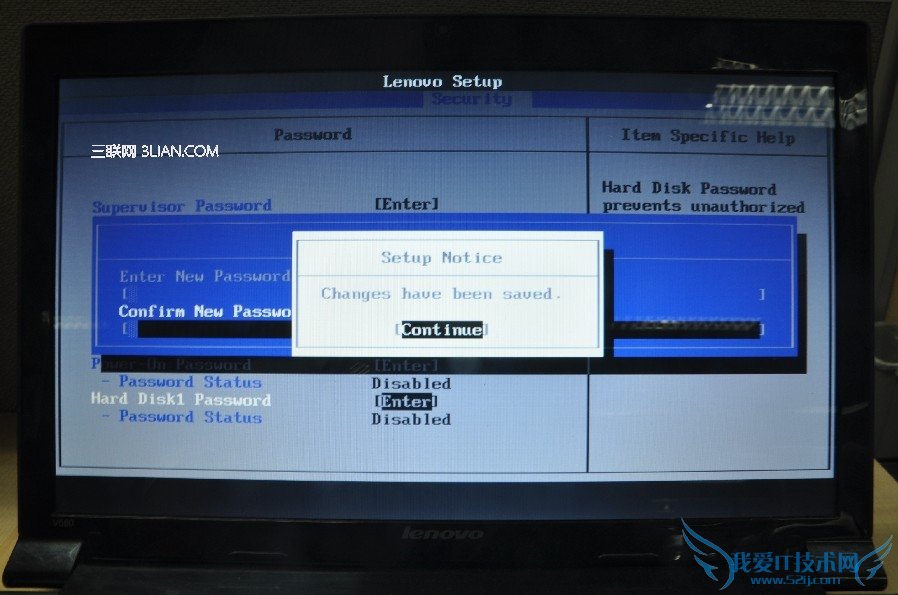 Lenovo Setup
Security
Password
Item Specific Help
三联网 3LIAN.COM
Hard Disk Password
Supervisor Password [Enter]
prevents unauthorized
Setup Notice
Enter New Password
Changes have been saved.
[ ]
Confirm New Passwo
[ ]
[Continue]
Power-On Password [Enter]
- Password Status Disabled
Hard Disk1 Password [Enter]
- Password Status Disabled
lenovo
我爱IT技术网
www.52ij.com